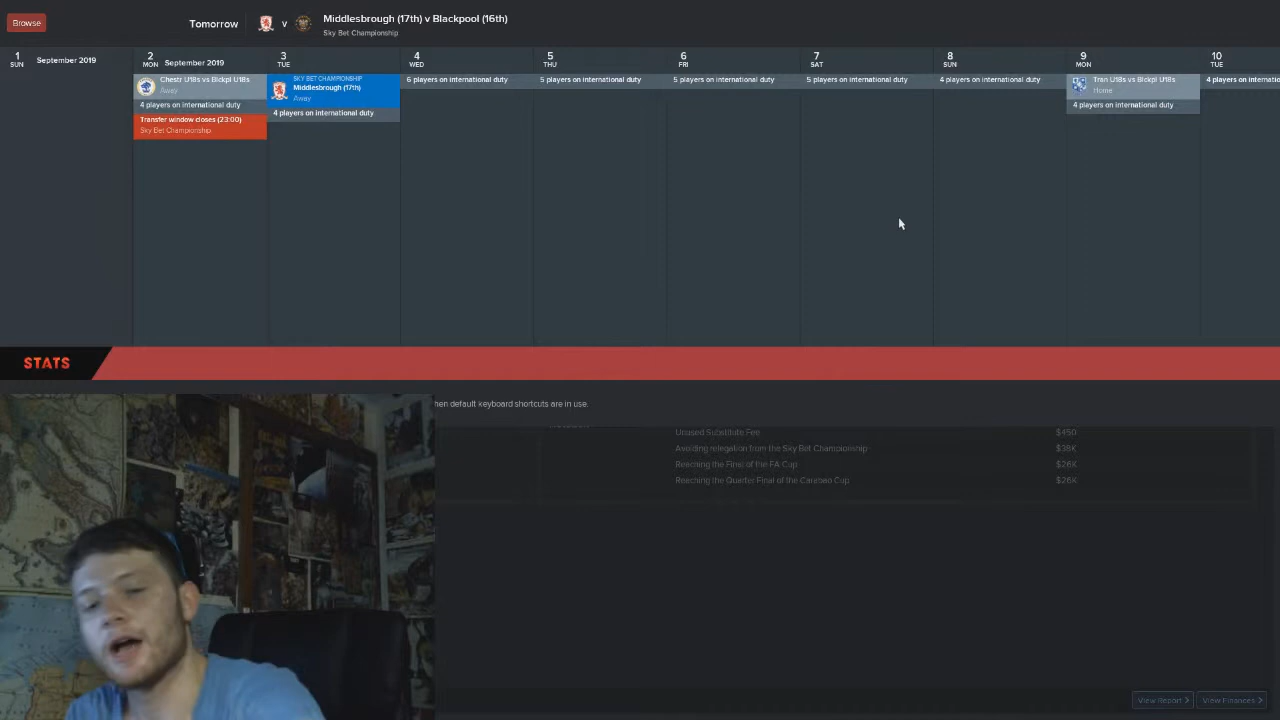 Browse
Tomorrow
v
Middlesbrough (17th) v Blackpool (16th)
Sky Bet Championship
1
SUN
September 2019
2
MON
September 2019
3
TUE
4
WED
5
THU
6
FRI
7
SAT
8
SUN
9
MON
10
TUE
Chestr U18s vs Blckpl U18s
Away
4 players on international duty
Transfer window closes (23:00)
Sky Bet Championship
SKY BET CHAMPIONSHIP
Middlesbrough (17th)
Away
4 players on international duty
6 players on international duty
5 players on international duty
5 players on international duty
5 players on international duty
4 players on international duty
Tran U18s vs Blckpl U18s
Home
4 players on international duty
4 players on internatio
STATS
hen default keyboard shortcuts are in use.
Unused Substitute Fee
$450
Avoiding relegation from the Sky Bet Championship
$38K
Reaching the Final of the FA Cup
$26K
Reaching the Quarter Final of the Carabao Cup
$26K
View Report
View Finances